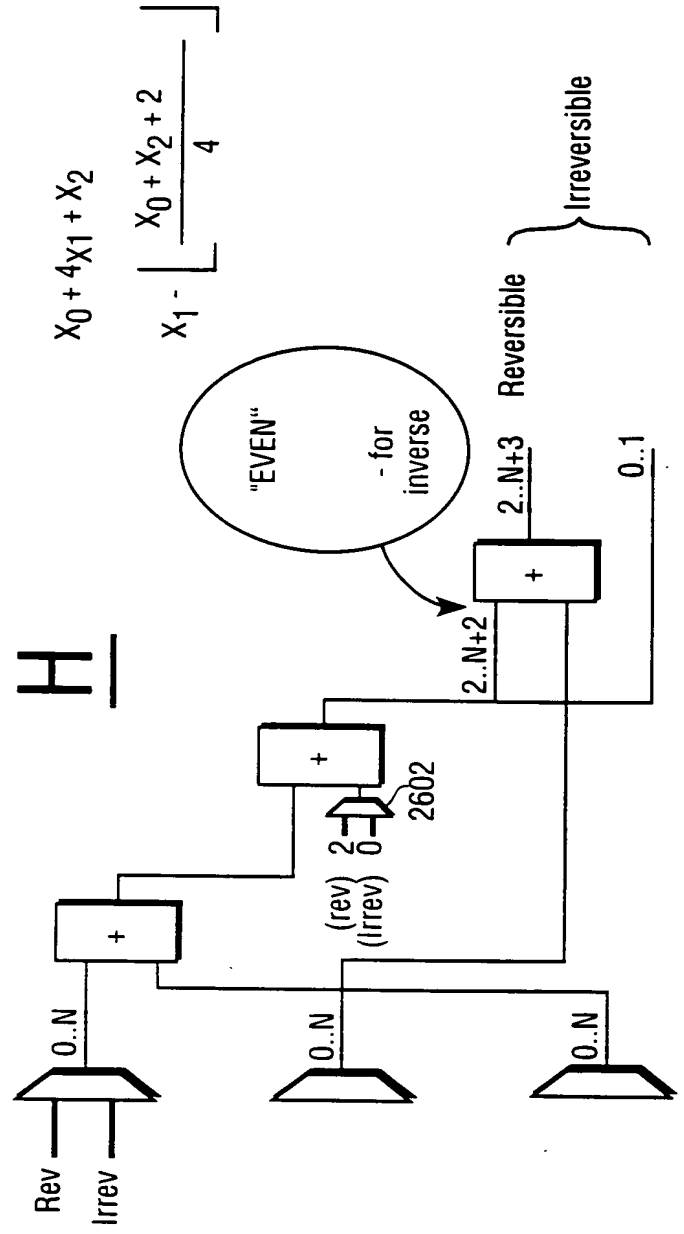 Rev
Irrev
0..N
0..N
0..N
+
(rev) 2
(Irrev) 0
2602
+
H
2..N+2
+
2..N+3
0..1
"EVEN"
- for
inverse
Reversible
Irreversible
X0 + 4X1 + X2
X1 - ⌊ X0 + X2 + 2 / 4 ⌋